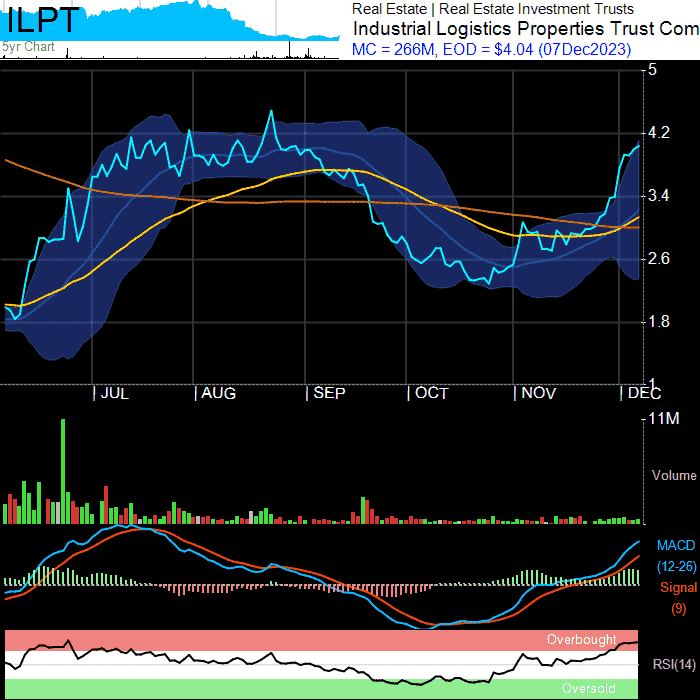 ILPT
5yr Chart
Real Estate | Real Estate Investment Trusts
Industrial Logistics Properties Trust Com
MC = 266M, EOD = $4.04 (07Dec2023)
5
4.2
3.4
2.6
1.8
1
JUL AUG SEP OCT NOV DEC
11M
Volume
MACD
(12-26)
Signal
(9)
Overbought
RSI(14)
Oversold